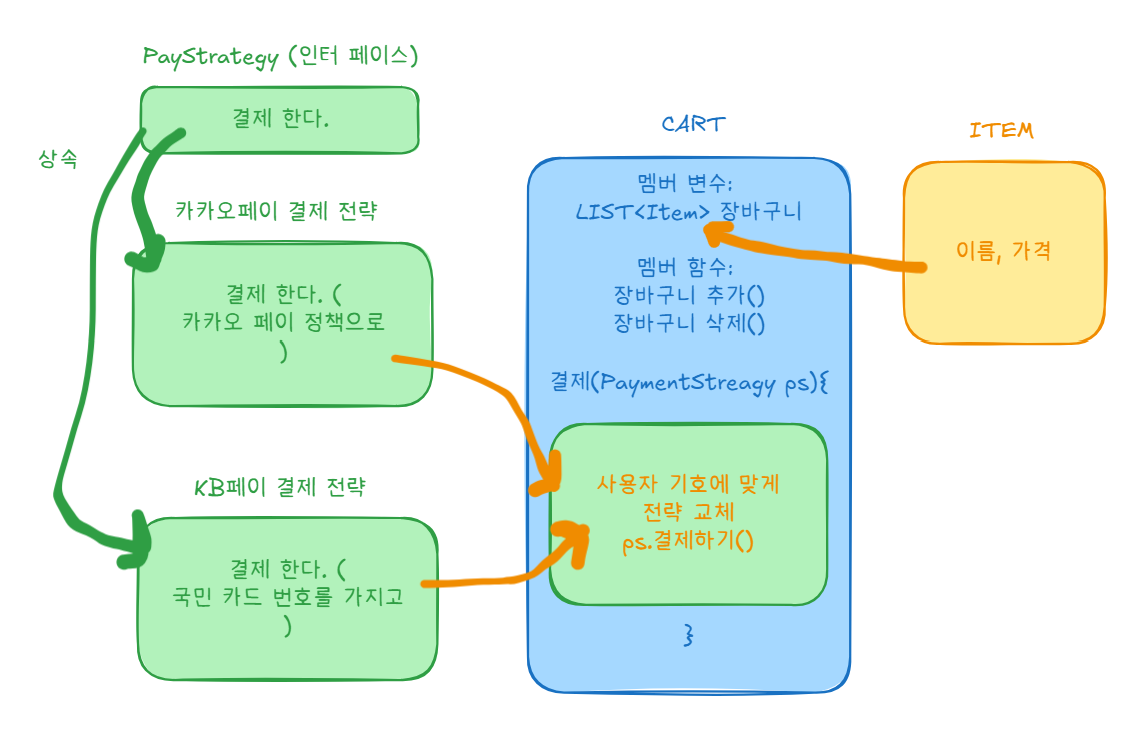 PayStrategy (인터 페이스)
결제 한다.
상속
카카오페이 결제 전략
결제 한다. (
카카오 페이 정책으로
)
KB페이 결제 전략
결제 한다. (
국민 카드 번호를 가지고
)
CART
멤버 변수:
LIST<Item> 장바구니
멤버 함수:
장바구니 추가()
장바구니 삭제()
결제(PaymentStreagy ps){
사용자 기호에 맞게
전략 교체
ps.결제하기()
}
ITEM
이름, 가격